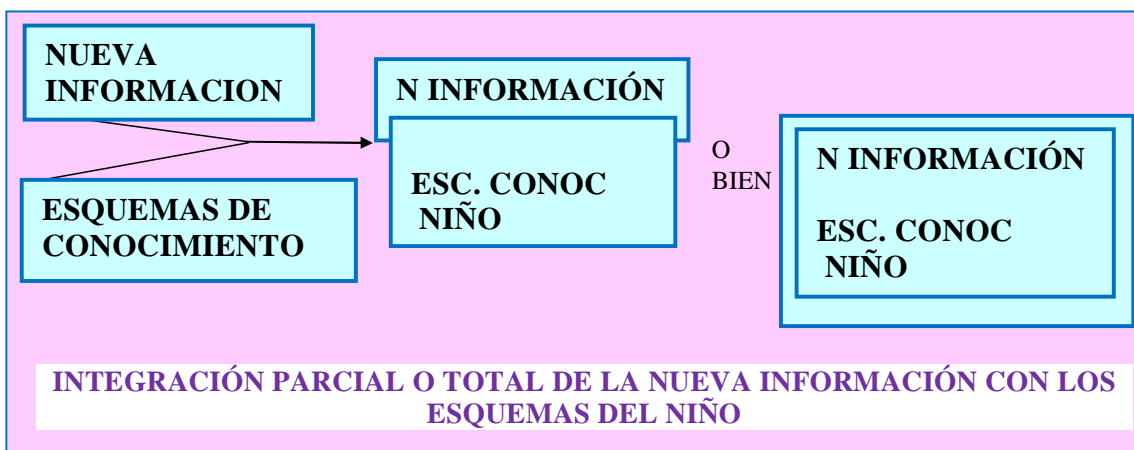 NUEVA
INFORMACION
ESQUEMAS DE
CONOCIMIENTO
N INFORMACIÓN
ESC. CONOC
NIÑO
O
BIEN
N INFORMACIÓN
ESC. CONOC
NIÑO
INTEGRACIÓN PARCIAL O TOTAL DE LA NUEVA INFORMACIÓN CON LOS
ESQUEMAS DEL NIÑO